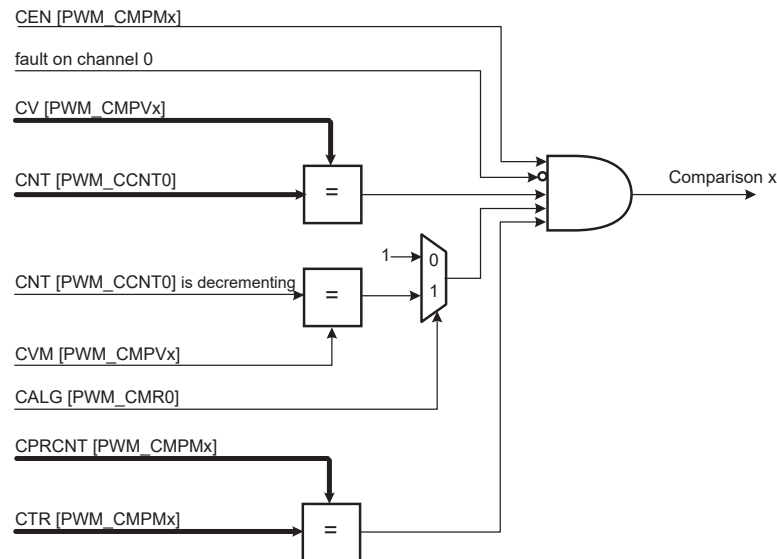 CEN [PWM_CMPMx]
fault on channel 0
CV [PWM_CMPVx]
Comparison x
CNT [PWM_CCNT0]
=
1
0
CNT [PWM_CCNT0] is decrementing
=
1
CVM [PWM_CMPVx]
CALG [PWM_CMR0]
CPRCNT [PWM_CMPMx]
CTR [PWM_CMPMx]
=